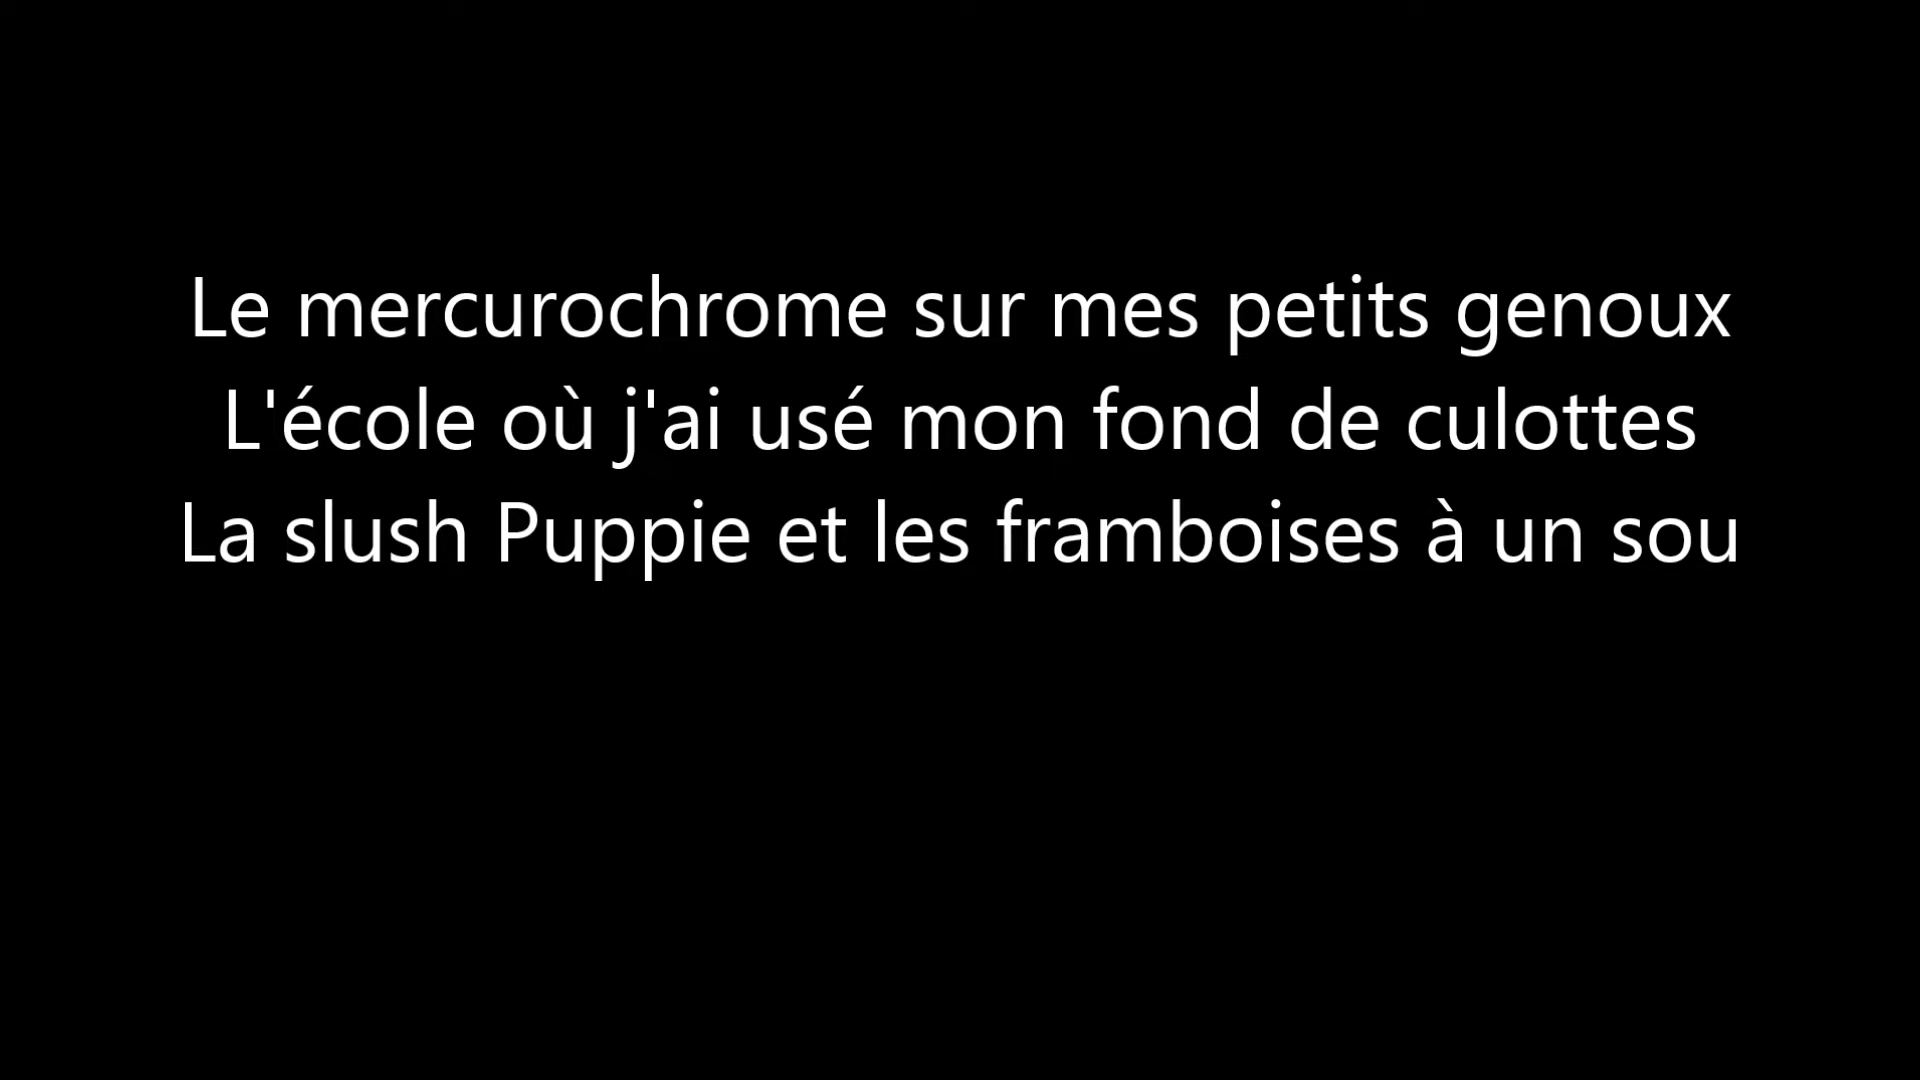 Le mercurochrome sur mes petits genoux
L'école où j'ai usé mon fond de culottes
La slush Puppie et les framboises à un sou